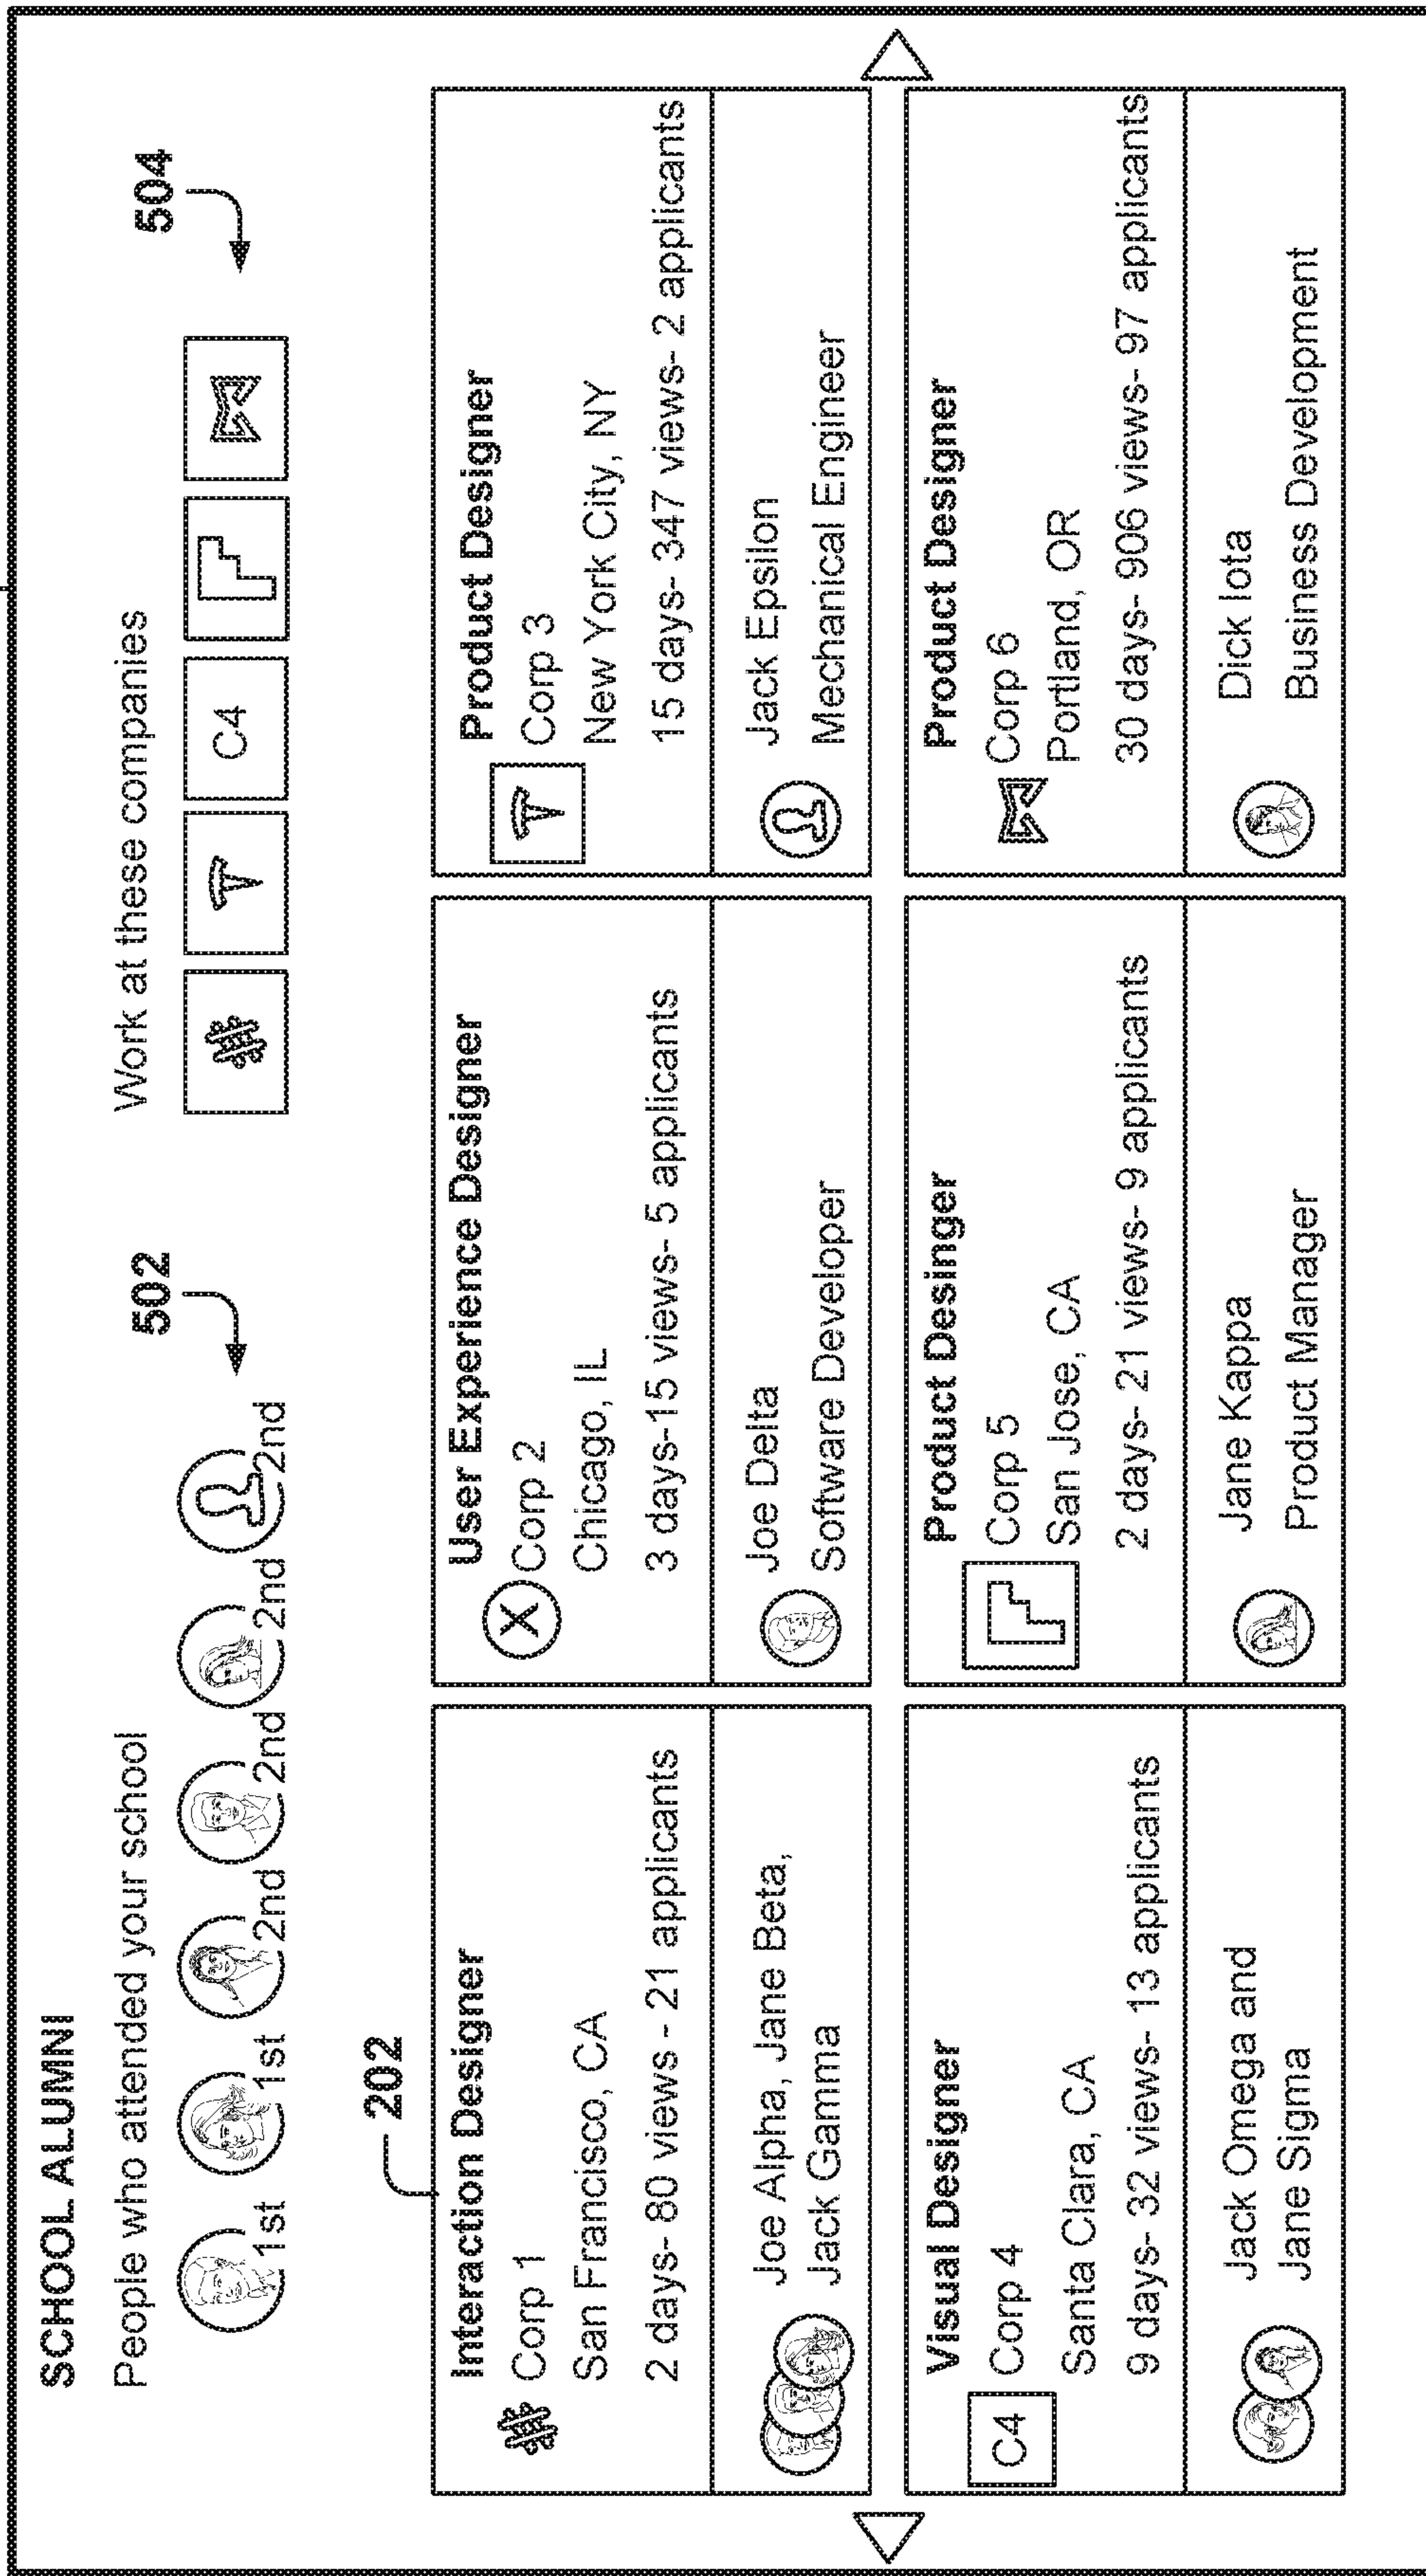 SCHOOL ALUMNI
People who attended your school
502
1st
1st
2nd
2nd
2nd
2nd
Work at these companies
504
C4
202
Interaction Designer
Corp 1
San Francisco, CA
2 days- 80 views - 21 applicants
Joe Alpha, Jane Beta,
Jack Gamma
User Experience Designer
X
Corp 2
Chicago, IL
3 days-15 views- 5 applicants
Joe Delta
Software Developer
Product Designer
T
Corp 3
New York City, NY
15 days- 347 views- 2 applicants
Jack Epsilon
Mechanical Engineer
Visual Designer
C4
Corp 4
Santa Clara, CA
9 days- 32 views- 13 applicants
Jack Omega and
Jane Sigma
Product Desinger
Corp 5
San Jose, CA
2 days- 21 views- 9 applicants
Jane Kappa
Product Manager
Product Designer
Corp 6
Portland, OR
30 days- 906 views- 97 applicants
Dick Iota
Business Development